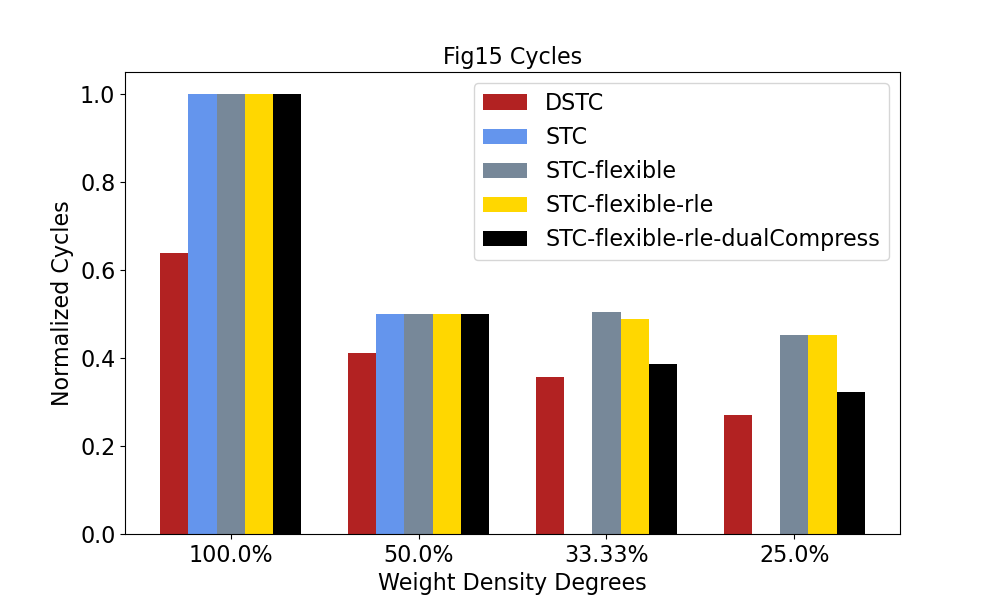 Fig15 Cycles
1.0
0.8
0.6
0.4
0.2
0.0
Normalized Cycles
DSTC
STC
STC-flexible
STC-flexible-rle
STC-flexible-rle-dualCompress
100.0% 50.0% 33.33% 25.0%
Weight Density Degrees